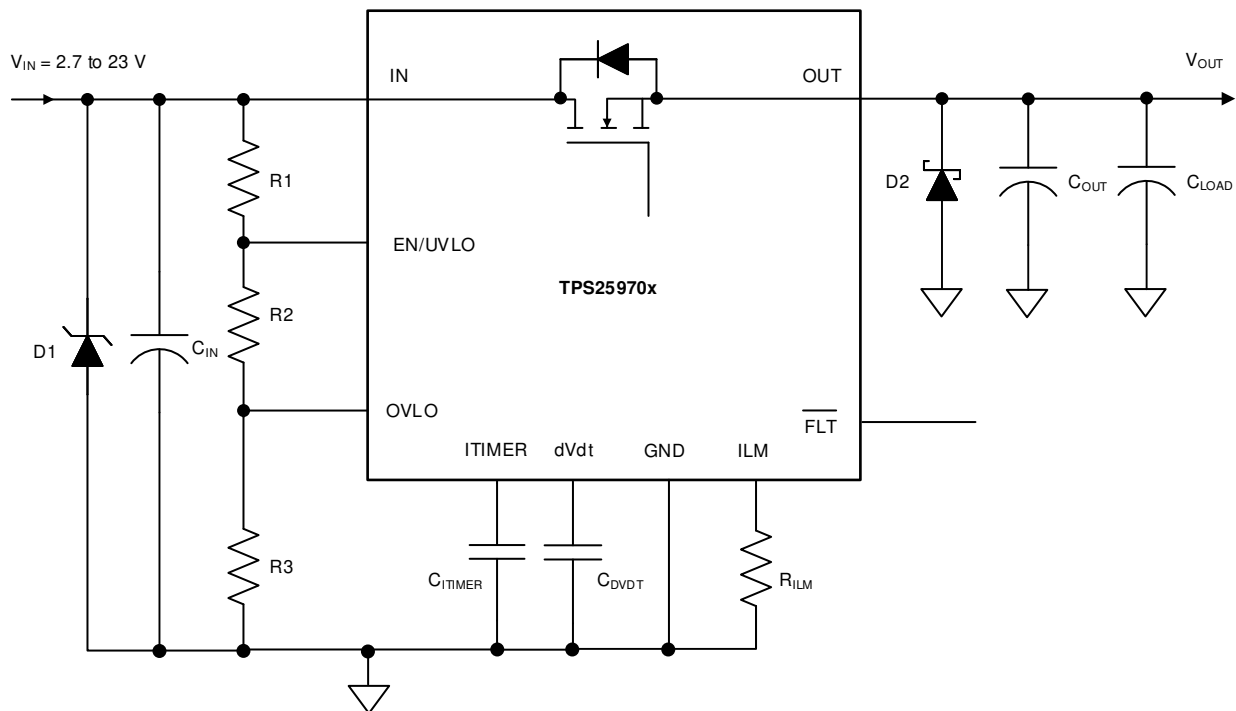 V_IN = 2.7 to 23 V
IN
OUT
V_OUT
R1
D2
C_OUT
C_LOAD
EN/UVLO
TPS25970x
R2
D1
C_IN
OVLO
FLT
ITIMER
dVdt
GND
ILM
R3
C_ITIMER
C_DVDT
R_ILM